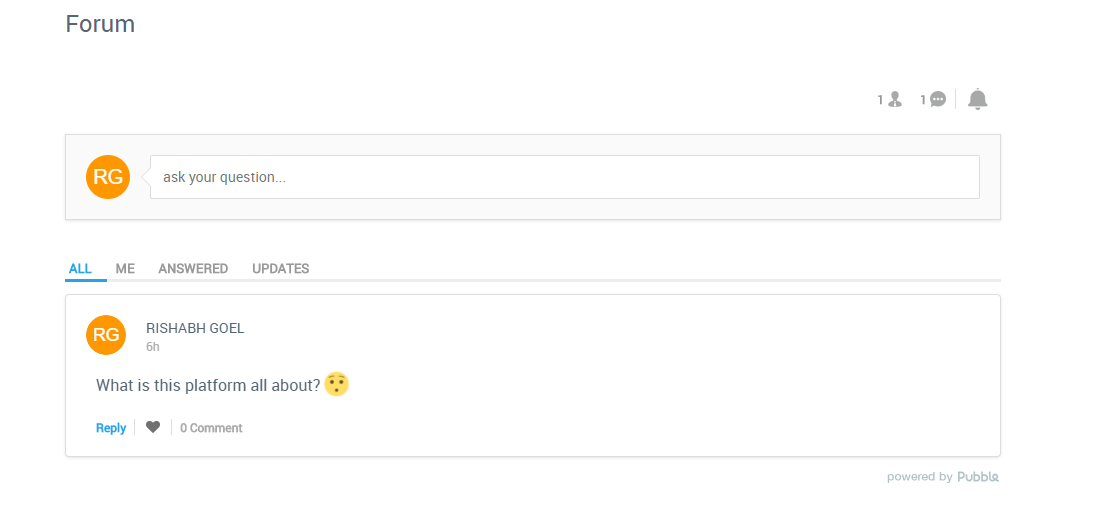 Forum
1 1
RG ask your question...
ALL ME ANSWERED UPDATES
RG RISHABH GOEL
6h
What is this platform all about?
Reply 0 Comment
powered by Pubble